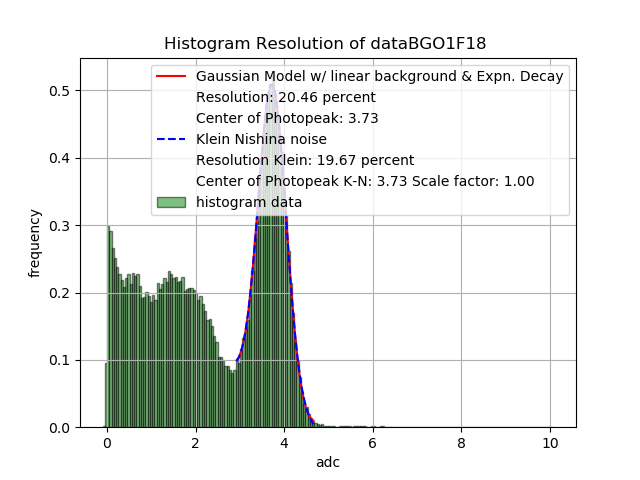 Histogram Resolution of dataBGO1F18
Gaussian Model w/ linear background & Expn. Decay
Resolution: 20.46 percent
Center of Photopeak: 3.73
Klein Nishina noise
Resolution Klein: 19.67 percent
Center of Photopeak K-N: 3.73 Scale factor: 1.00
histogram data
frequency
0.5
0.4
0.3
0.2
0.1
0.0
0 2 4 6 8 10
adc